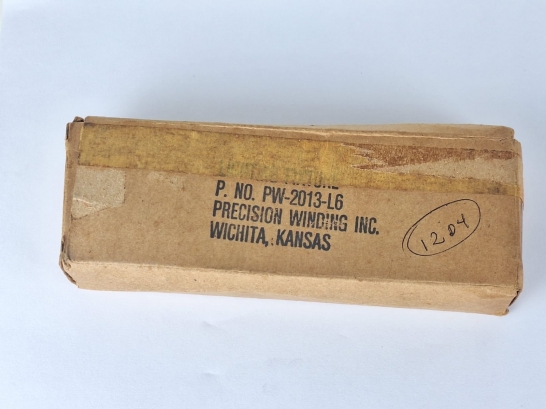 P. NO. PW-2013-L6
PRECISION WINDING INC.
WICHITA, KANSAS
1204